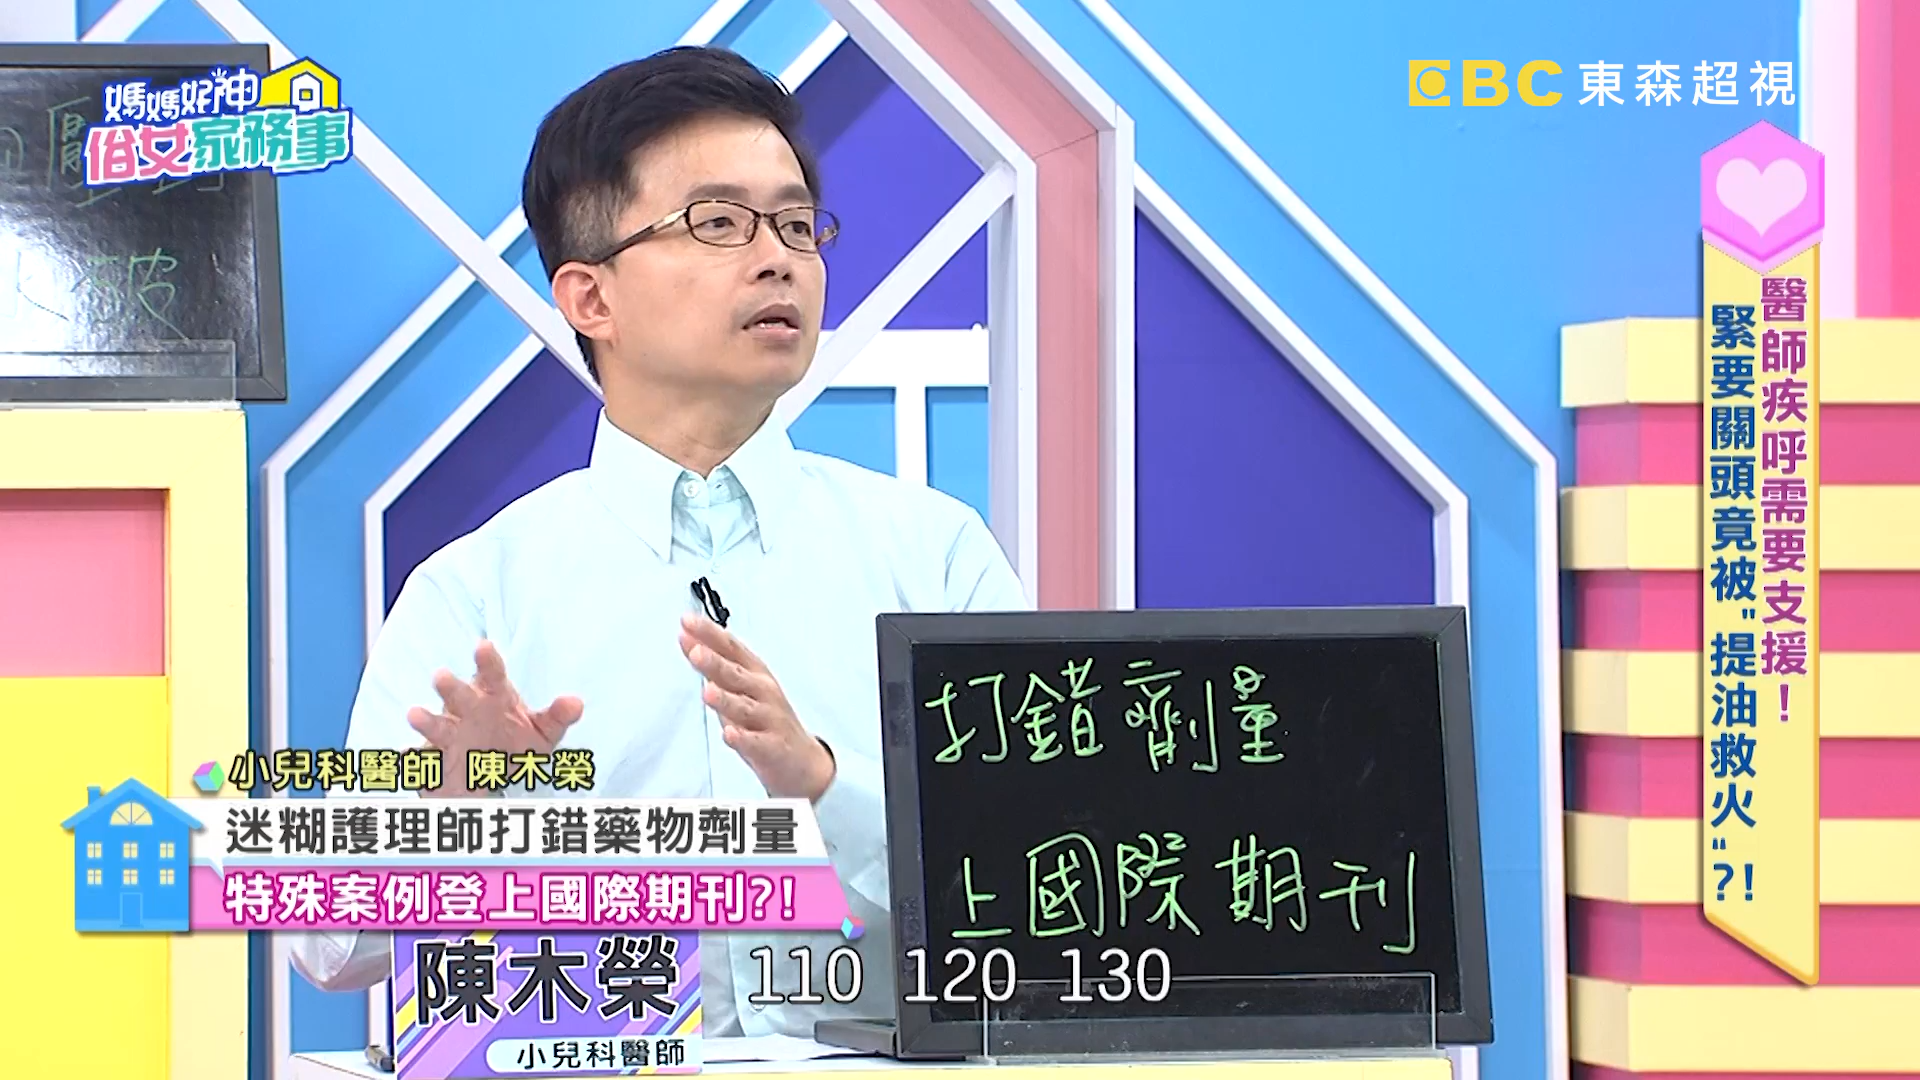 媽媽好神
俗女家務事
EBC 東森超視
醫師疾呼需要支援！
緊要關頭竟被"提油救火"?!
皮
打錯劑量
上國際期刊
小兒科醫師 陳木榮
迷糊護理師打錯藥物劑量
特殊案例登上國際期刊?!
陳木榮
小兒科醫師
110 120 130